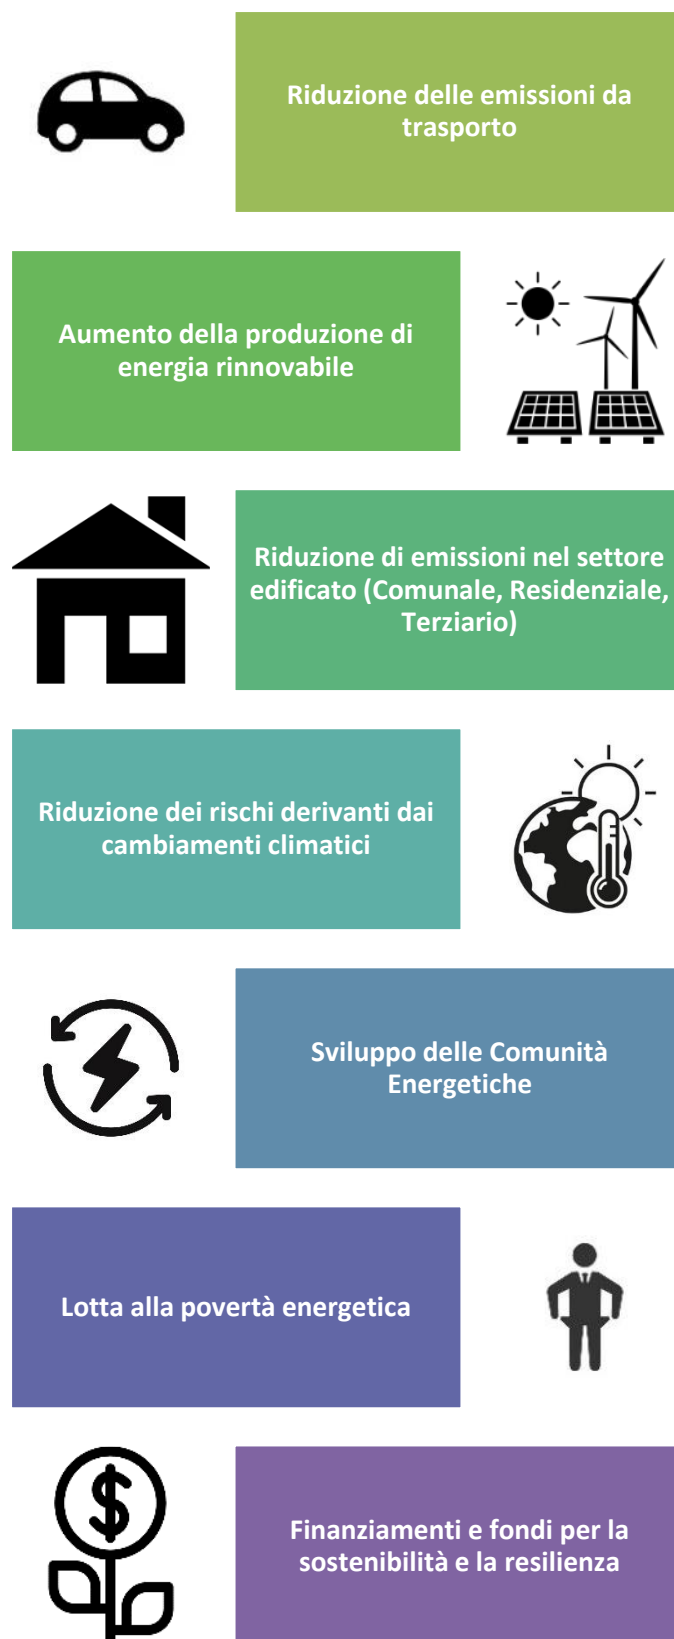 Riduzione delle emissioni da
trasporto
Aumento della produzione di
energia rinnovabile
Riduzione di emissioni nel settore
edificato (Comunale, Residenziale,
Terziario)
Riduzione dei rischi derivanti dai
cambiamenti climatici
Sviluppo delle Comunità
Energetiche
Lotta alla povertà energetica
$
Finanziamenti e fondi per la
sostenibilità e la resilienza